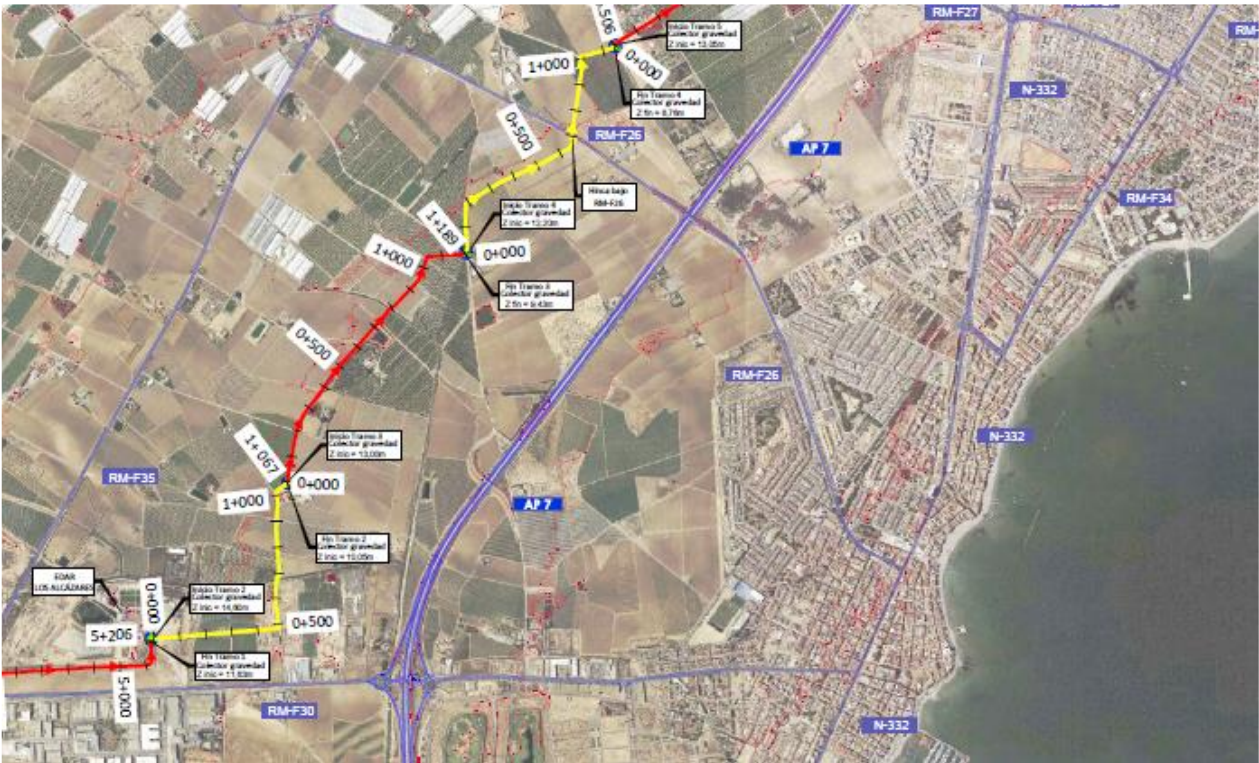 RM-F27
RM-
N-332
.506
Inicio Tramo 5
Colector gravedad
1+000
0+000
Fin Tramo 4
Colector gravedad
0+500
RM-F26
AP 7
RM-F34
Hinca bajo
RM-F26
Inicio Tramo 4
Colector gravedad
1+189
0+000
1+000
Fin Tramo 3
Colector gravedad
0+500
RM-F26
N-332
Inicio Tramo 3
Colector gravedad
1+067
RM-F35
0+000
1+000
AP 7
Fin Tramo 2
Colector gravedad
EDAR
LOS ALCÁZARES
0+000
Inicio Tramo 2
Colector gravedad
5+206
0+500
Fin Tramo 1
Colector gravedad
5+000
RM-F30
N-332